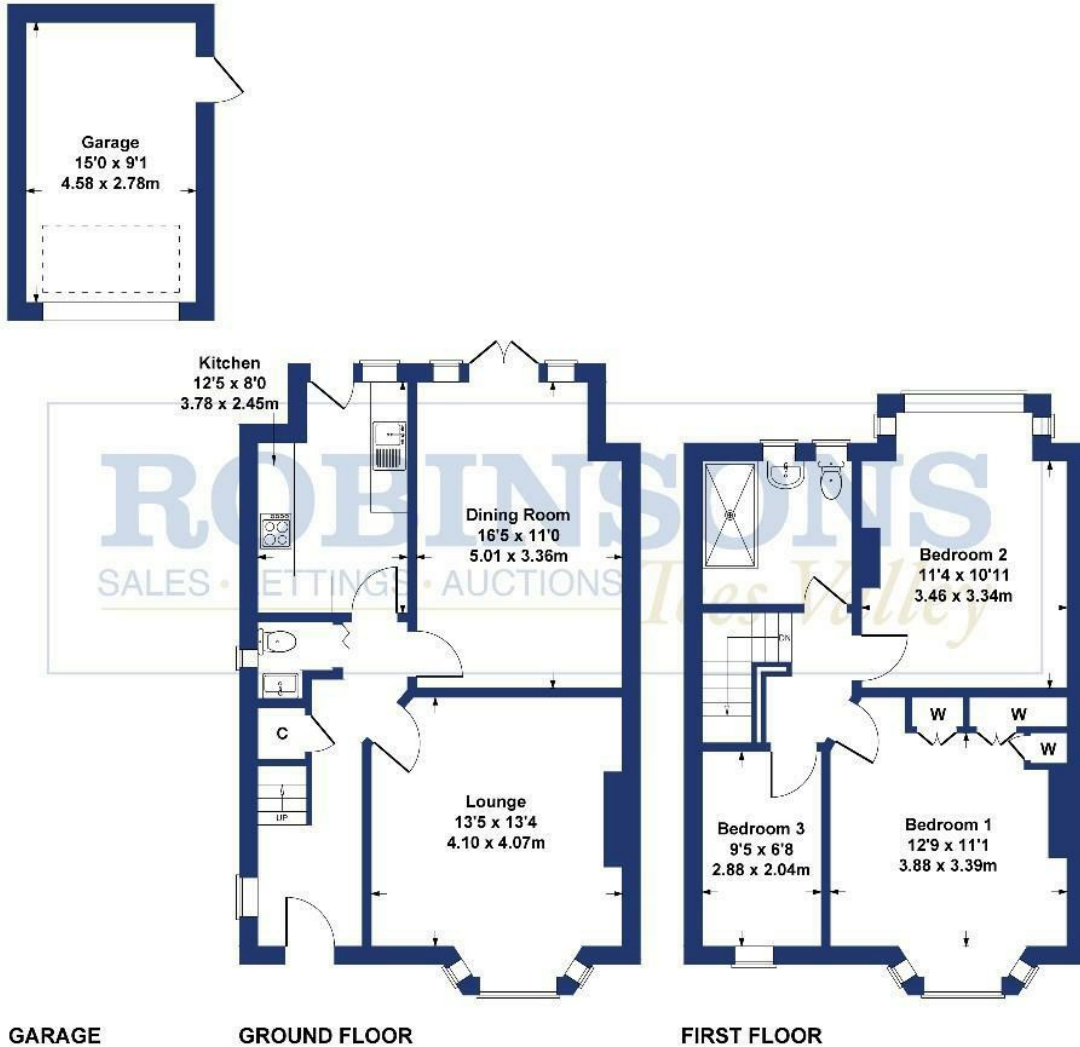 Garage
15'0 x 9'1
4.58 x 2.78m
Kitchen
12'5 x 8'0
3.78 x 2.45m
ROBINSONS
SALES · LETTINGS · AUCTIONS
Tees Valley
Dining Room
16'5 x 11'0
5.01 x 3.36m
Bedroom 2
11'4 x 10'11
3.46 x 3.34m
DN
C
W
W
W
UP
Lounge
13'5 x 13'4
4.10 x 4.07m
Bedroom 3
9'5 x 6'8
2.88 x 2.04m
Bedroom 1
12'9 x 11'1
3.88 x 3.39m
GARAGE
GROUND FLOOR
FIRST FLOOR